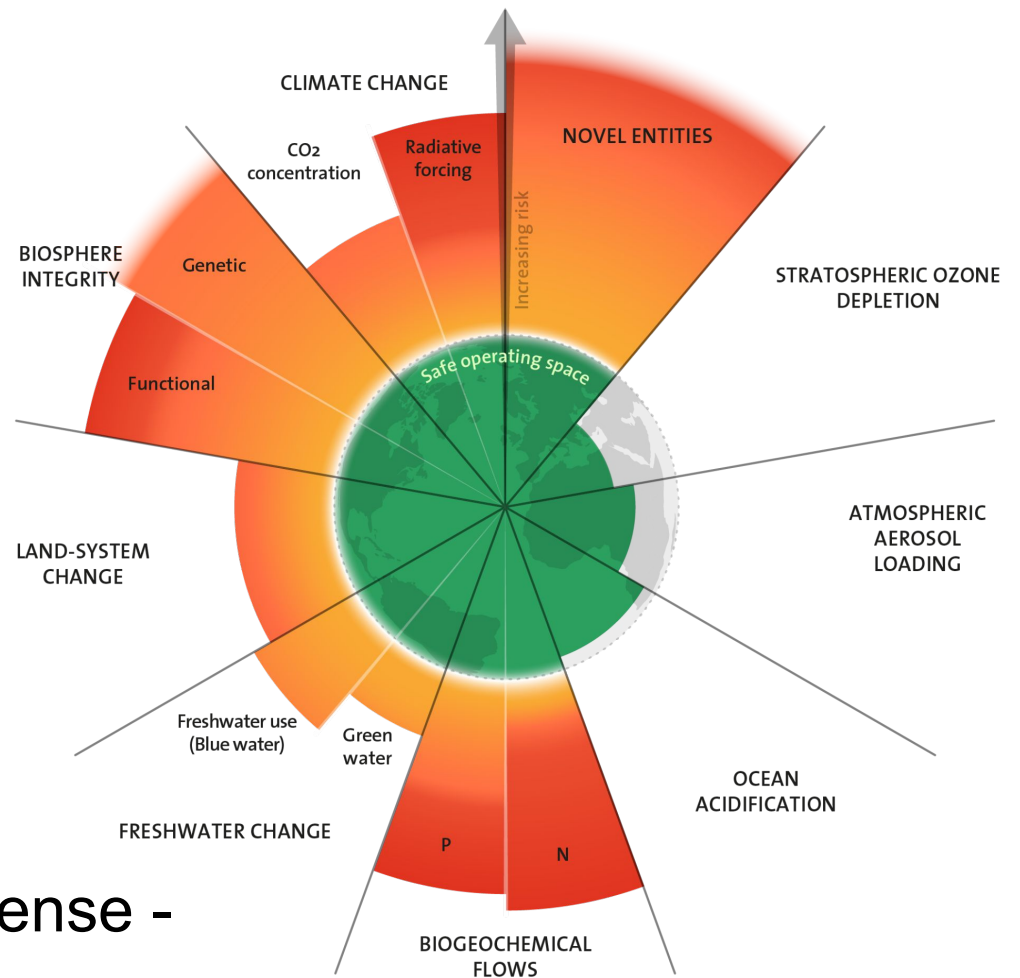 CLIMATE CHANGE
CO2
concentration
Radiative
forcing
NOVEL ENTITIES
Increasing risk
BIOSPHERE
INTEGRITY
Genetic
Functional
STRATOSPHERIC OZONE
DEPLETION
Safe operating space
ATMOSPHERIC
AEROSOL
LOADING
LAND-SYSTEM
CHANGE
Freshwater use
(Blue water)
Green
water
OCEAN
ACIDIFICATION
FRESHWATER CHANGE
P
N
ense -
BIOGEOCHEMICAL
FLOWS